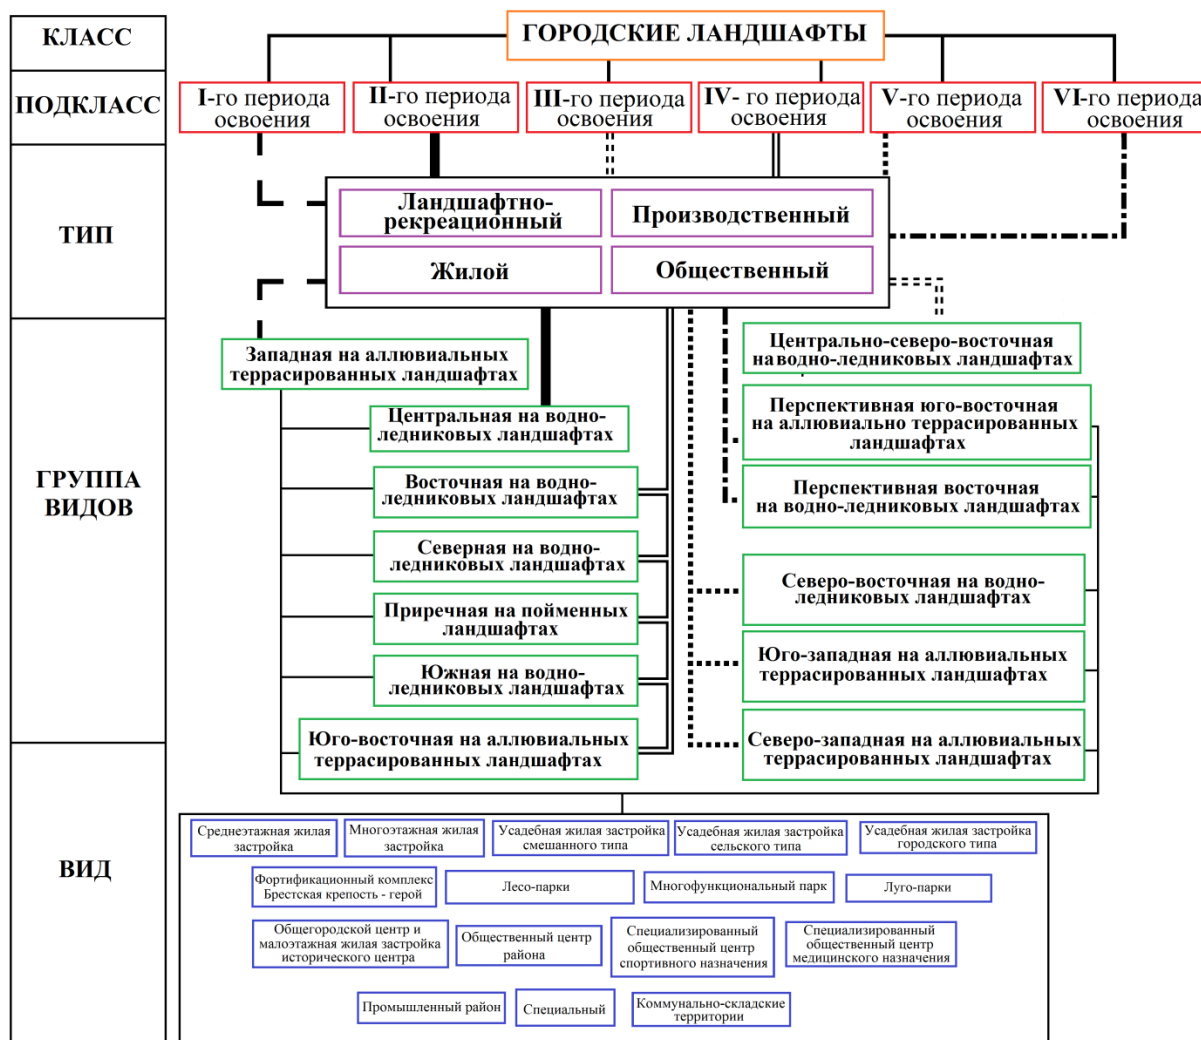 КЛАСС
ГОРОДСКИЕ ЛАНДШАФТЫ
ПОДКЛАСС
I-го периода
освоения
II-го периода
освоения
III-го периода
освоения
IV- го периода
освоения
V-го периода
освоения
VI-го периода
освоения
ТИП
Ландшафтно-
рекреационный
Производственный
Жилой
Общественный
ГРУППА
ВИДОВ
Западная на аллювиальных
террасированных ландшафтах
Центральная на водно-
ледниковых ландшафтах
Восточная на водно-
ледниковых ландшафтах
Северная на водно-
ледниковых ландшафтах
Приречная на пойменных
ландшафтах
Южная на водно-
ледниковых ландшафтах
Юго-восточная на аллювиальных
террасированных ландшафтах
Центрально-северо-восточная
на водно-ледниковых ландшафтах
Перспективная юго-восточная
на аллювиально террасированных
ландшафтах
Перспективная восточная
на водно-ледниковых ландшафтах
Северо-восточная на водно-
ледниковых ландшафтах
Юго-западная на аллювиальных
террасированных ландшафтах
Северо-западная на аллювиальных
террасированных ландшафтах
ВИД
Среднеэтажная жилая
застройка
Многоэтажная жилая
застройка
Усадебная жилая застройка
смешанного типа
Усадебная жилая застройка
сельского типа
Усадебная жилая застройка
городского типа
Фортификационный комплекс
Брестская крепость - герой
Лесо-парки
Многофункциональный парк
Луго-парки
Общегородской центр и
малоэтажная жилая застройка
исторического центра
Общественный центр
района
Специализированный
общественный центр
спортивного назначения
Специализированный
общественный центр
медицинского назначения
Промышленный район
Специальный
Коммунально-складские
территории